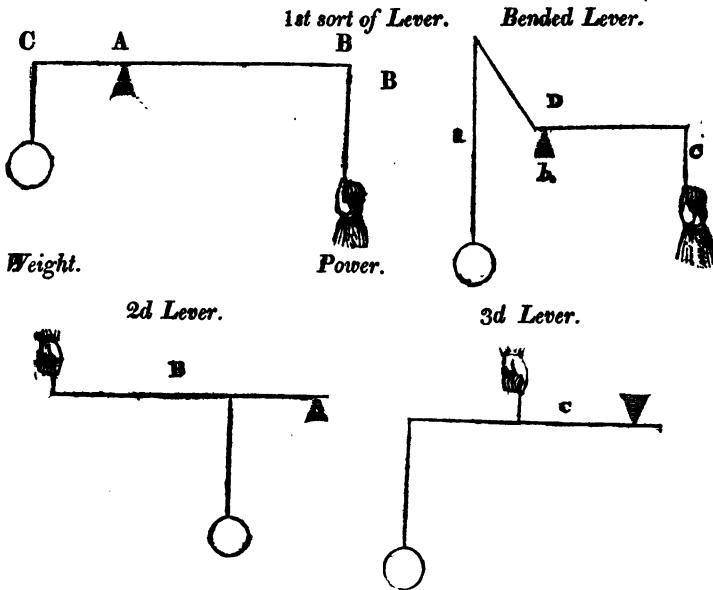 1st sort of Lever. Bended Lever.
C A B
B
D
a
C
b.
Weight. Power.
2d Lever. 3d Lever.
B
c